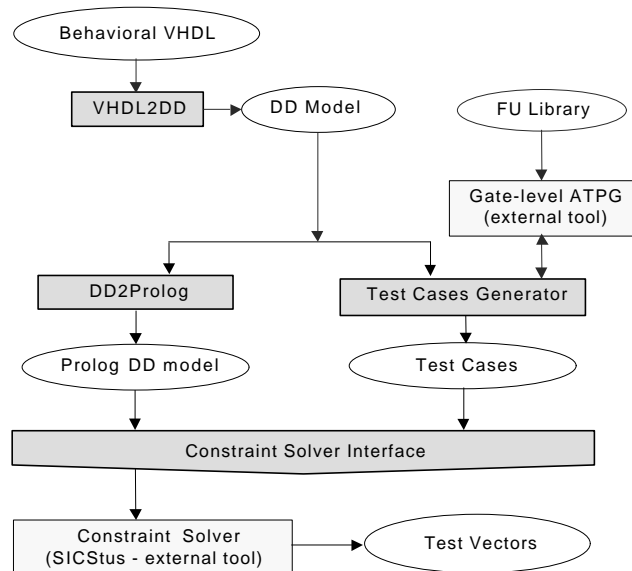 Behavioral VHDL
VHDL2DD
DD Model
FU Library
Gate-level ATPG
(external tool)
DD2Prolog
Test Cases Generator
Prolog DD model
Test Cases
Constraint Solver Interface
Constraint Solver
(SICStus - external tool)
Test Vectors